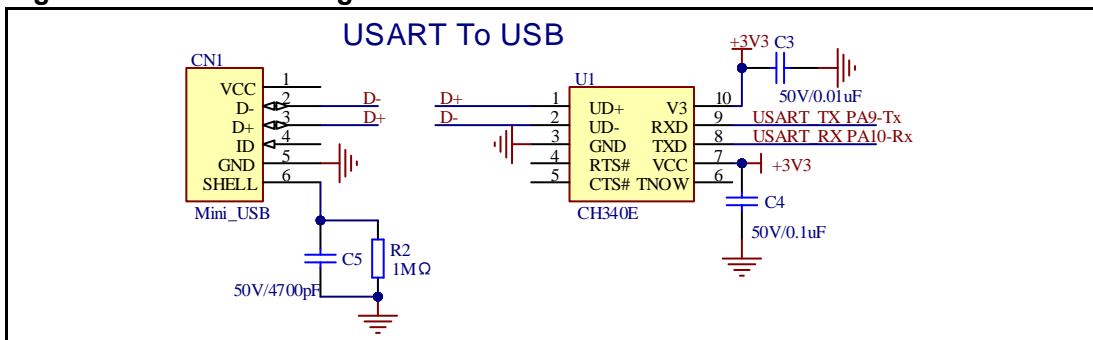 USART To USB
CN1
VCC 1
D- 2 D-
D+ 3 D+
ID 4
GND 5
SHELL 6
Mini_USB
C5
50V/4700pF
R2
1MΩ
U1
D+ 1 UD+ V3 10
D- 2 UD- RXD 9 USART_TX PA9-Tx
3 GND TXD 8 USART_RX PA10-Rx
4 RTS# VCC 7 +3V3
5 CTS# TNOW 6
CH340E
+3V3 C3
50V/0.01uF
C4
50V/0.1uF